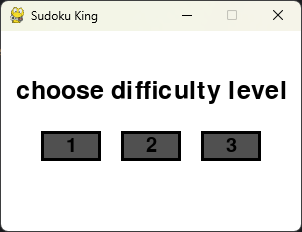 Sudoku King
choose difficulty level
1 2 3